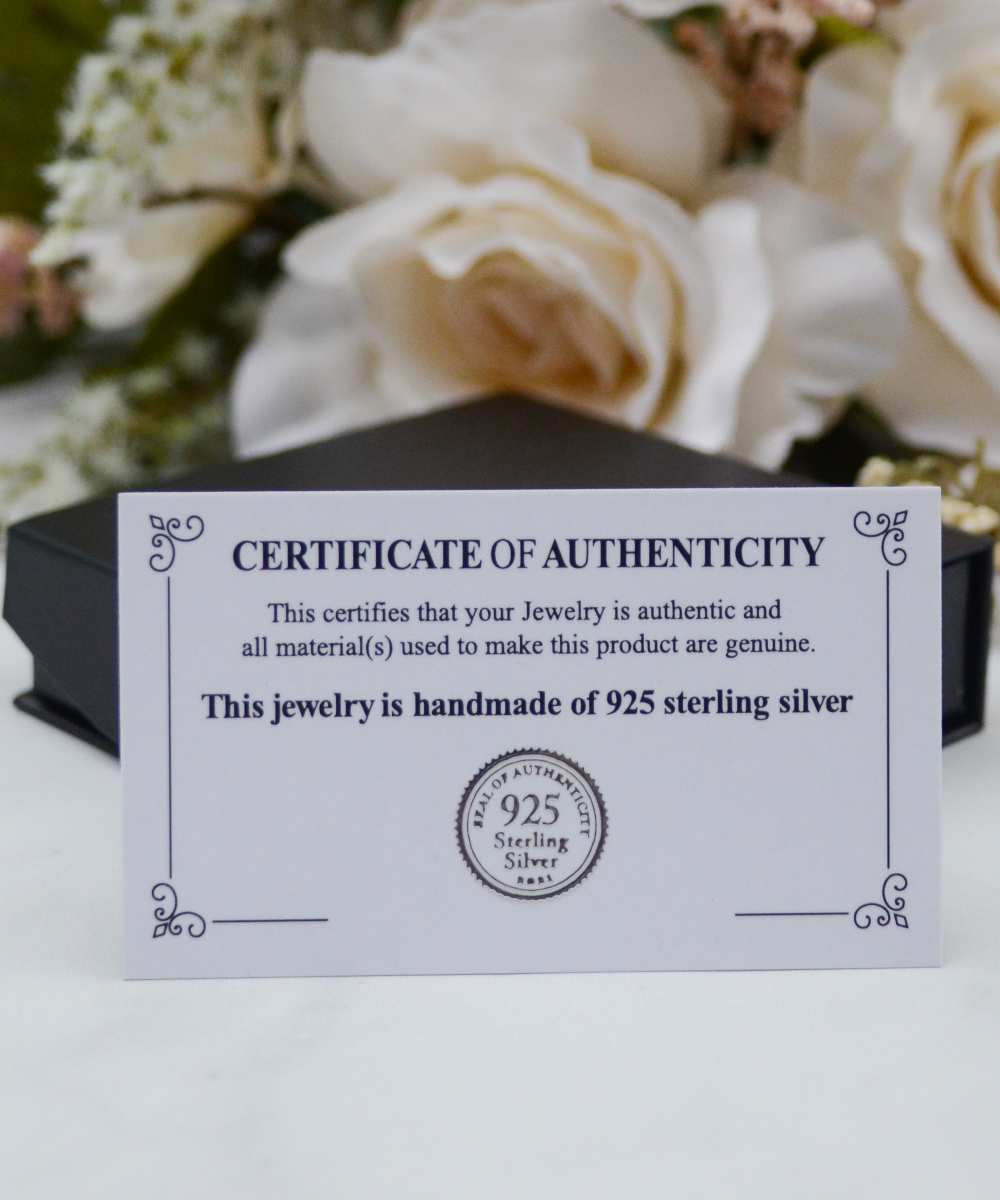 CERTIFICATE OF AUTHENTICITY
This certifies that your Jewelry is authentic and
all material(s) used to make this product are genuine.
This jewelry is handmade of 925 sterling silver
SEAL OF AUTHENTICITY
925
Sterling
Silver